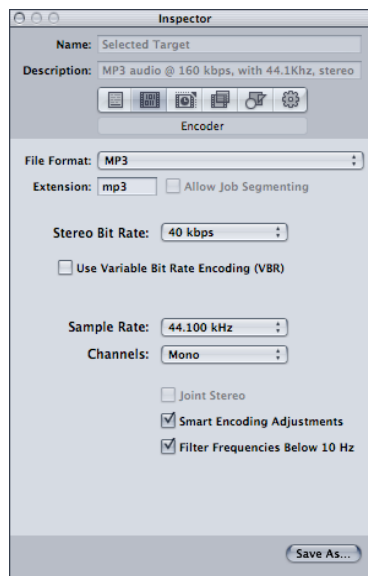 Inspector
Name: Selected Target
Description: MP3 audio @ 160 kbps, with 44.1Khz, stereo
Encoder
File Format: MP3
Extension: mp3 Allow Job Segmenting
Stereo Bit Rate: 40 kbps
Use Variable Bit Rate Encoding (VBR)
Sample Rate: 44.100 kHz
Channels: Mono
Joint Stereo
Smart Encoding Adjustments
Filter Frequencies Below 10 Hz
Save As...